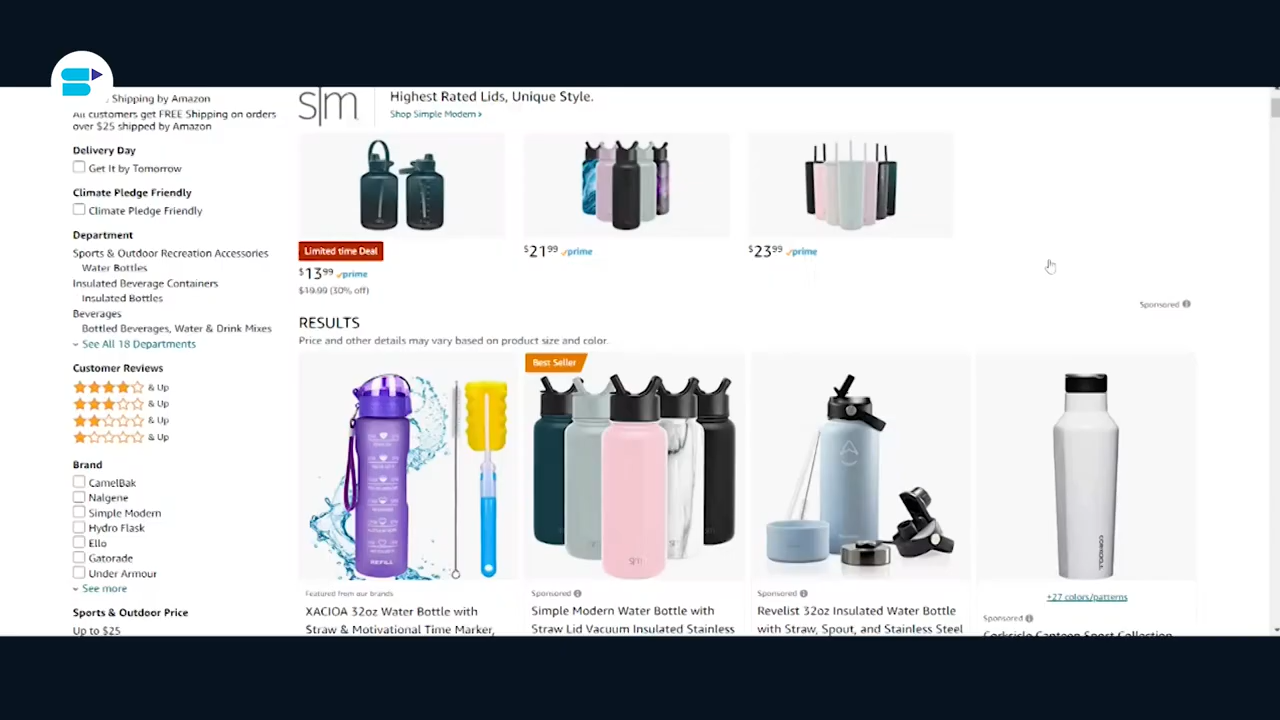 Shipping by Amazon
All customers get FREE Shipping on orders
over $25 shipped by Amazon
Delivery Day
Get It by Tomorrow
Climate Pledge Friendly
Climate Pledge Friendly
Department
Sports & Outdoor Recreation Accessories
Water Bottles
Insulated Beverage Containers
Insulated Bottles
Beverages
Bottled Beverages, Water & Drink Mixes
See All 18 Departments
Customer Reviews
& Up
& Up
& Up
& Up
Brand
CamelBak
Nalgene
Simple Modern
Hydro Flask
Ello
Gatorade
Under Armour
See more
Sports & Outdoor Price
Up to $25
s|m
Highest Rated Lids, Unique Style.
Shop Simple Modern ›
Limited time Deal
$13.99 prime
$19.99 (30% off)
$21.99 prime
$23.99 prime
Sponsored
RESULTS
Price and other details may vary based on product size and color.
REFILL
Featured from our brands
XACIOA 32oz Water Bottle with
Straw & Motivational Time Marker,
Best Seller
Sponsored
Simple Modern Water Bottle with
Straw Lid Vacuum Insulated Stainless
Sponsored
Revelist 32oz Insulated Water Bottle
with Straw, Spout, and Stainless Steel
CORKCICLE
+27 colors/patterns
Sponsored
Corkcicle Canteen Sport Collection